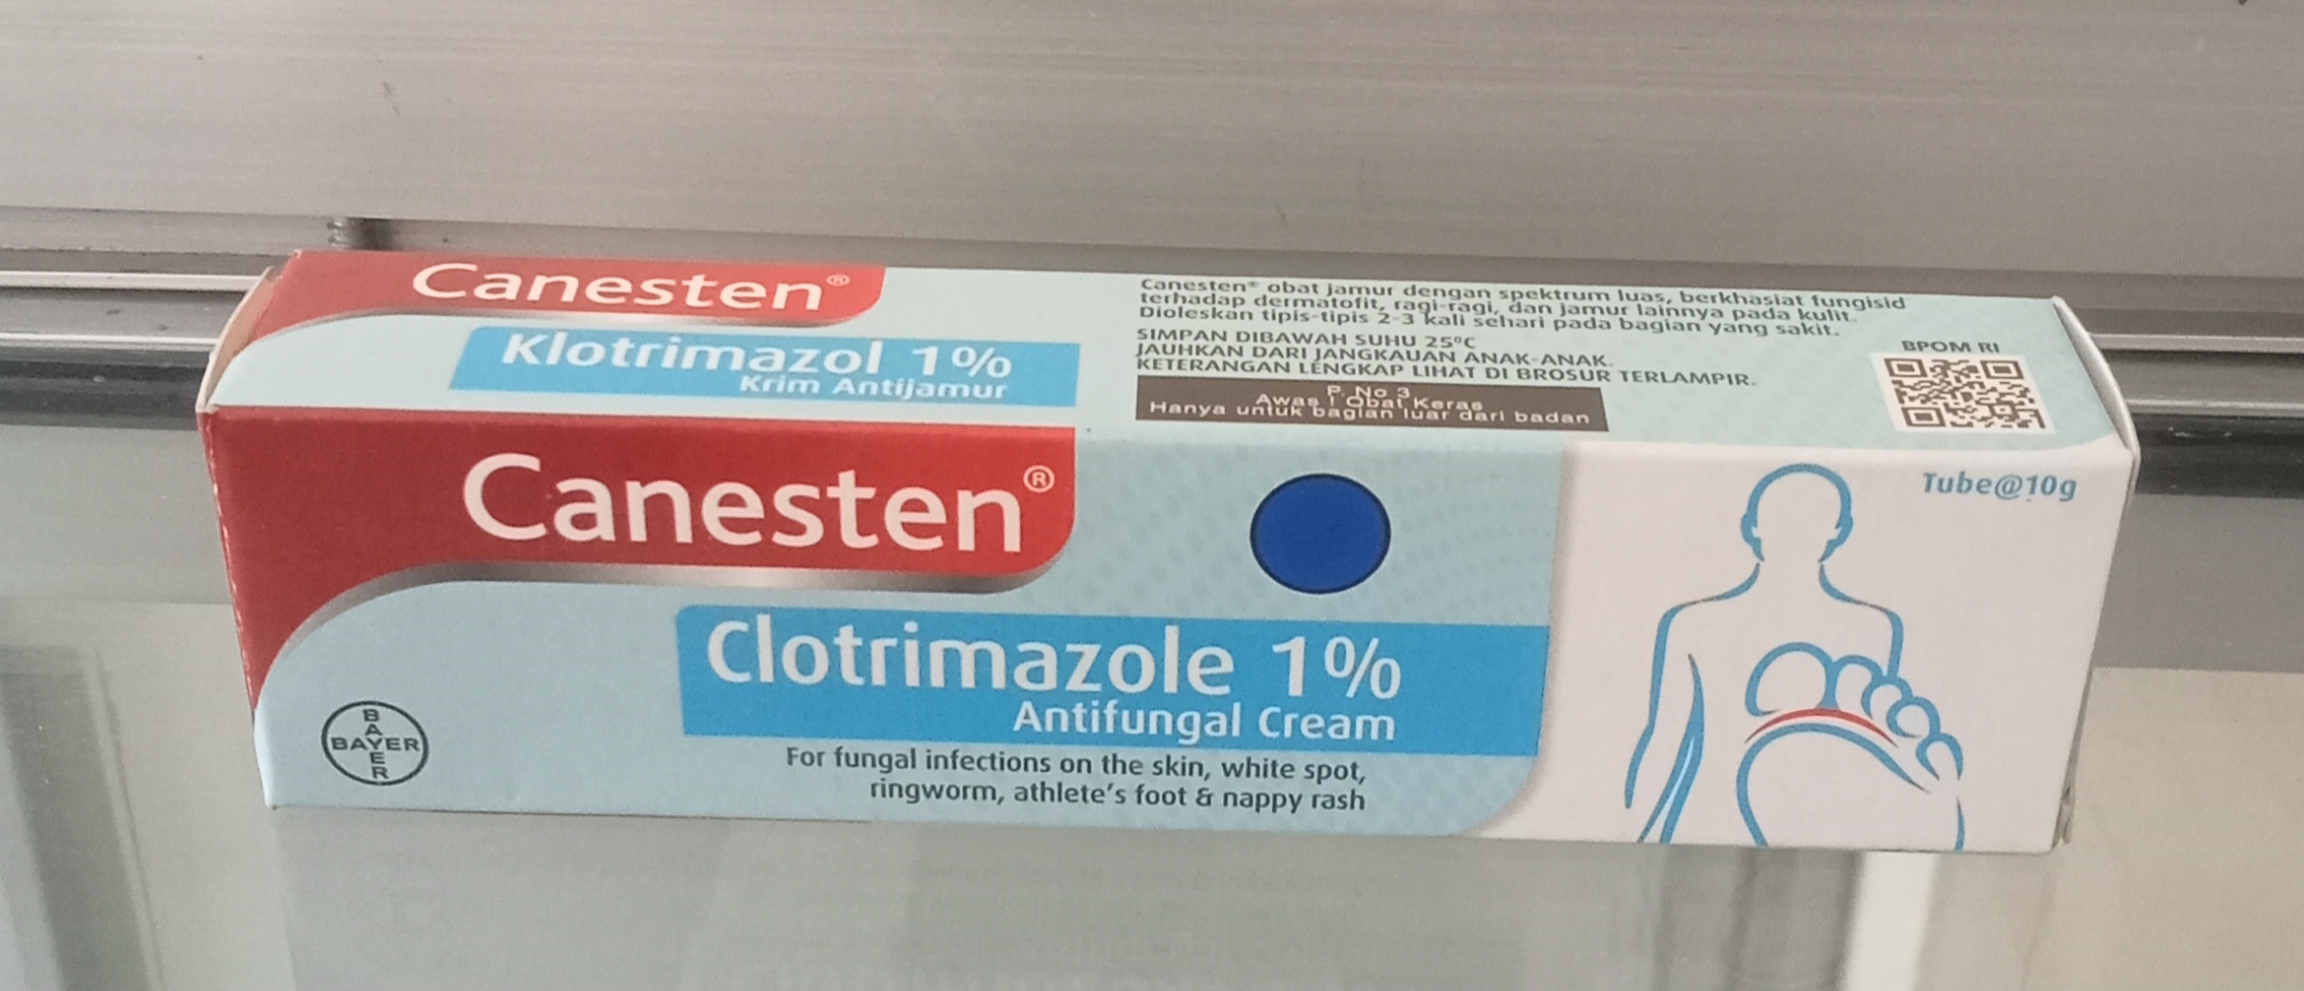 Canesten®
Klotrimazol 1%
Krim Antijamur
Canesten® obat jamur dengan spektrum luas, berkhasiat fungisid
terhadap dermatofit, ragi-ragi, dan jamur lainnya pada kulit.
Dioleskan tipis-tipis 2-3 kali sehari pada bagian yang sakit.
SIMPAN DIBAWAH SUHU 25°C
JAUHKAN DARI JANGKAUAN ANAK-ANAK.
KETERANGAN LENGKAP LIHAT DI BROSUR TERLAMPIR.
P. No 3
Awas ! Obat Keras
Hanya untuk bagian luar dari badan
BPOM RI
Canesten®
Tube@10g
Clotrimazole 1%
Antifungal Cream
For fungal infections on the skin, white spot,
ringworm, athlete's foot & nappy rash
BAYER
BAYER